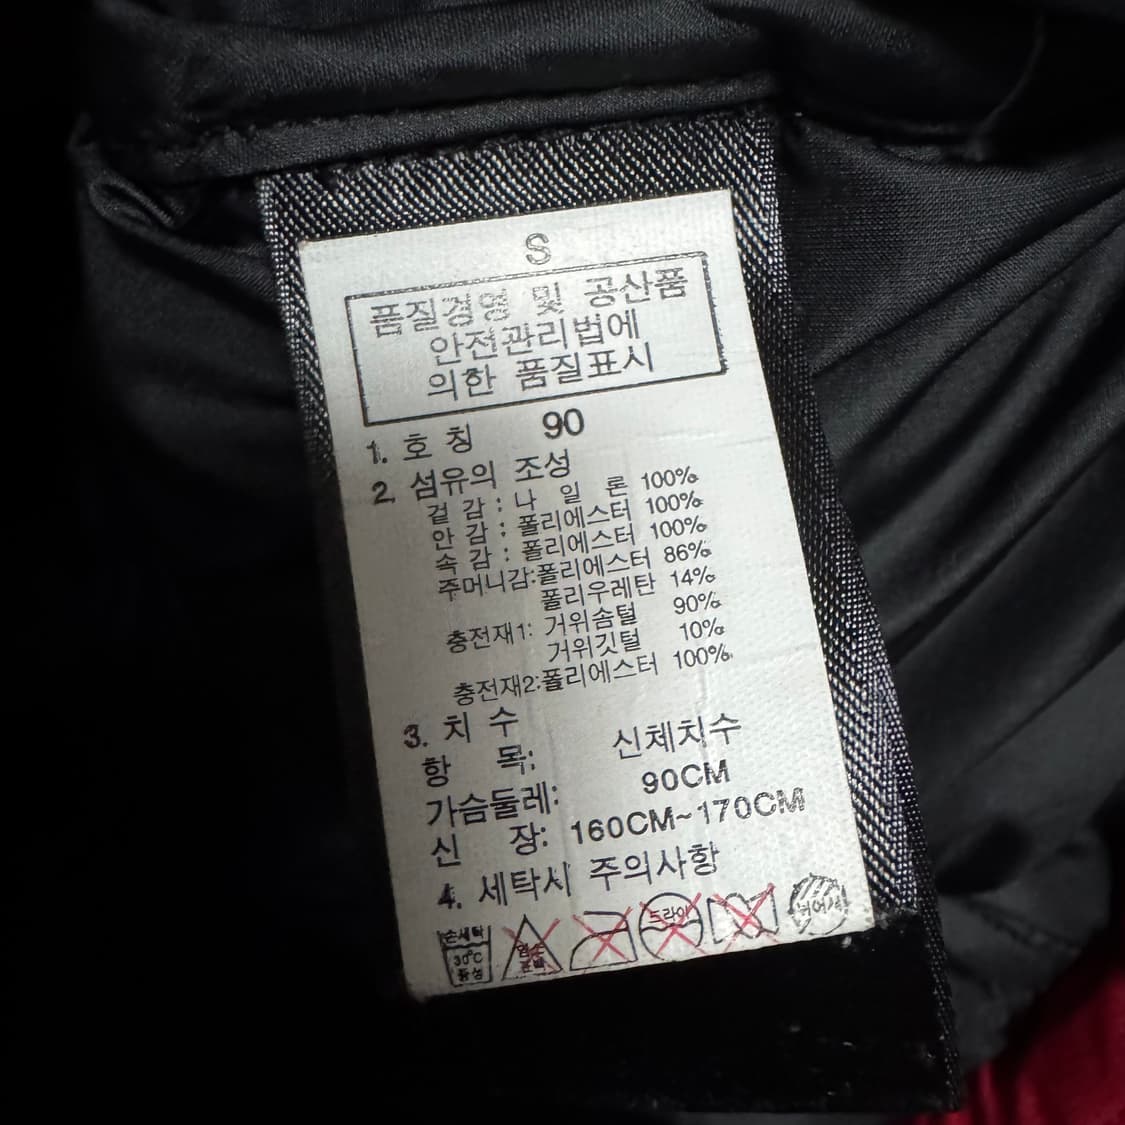 S
품질경영 및 공산품
안전관리법에
의한 품질표시
1. 호 칭 90
2. 섬유의 조성
겉 감 : 나 일 론 100%
안 감 : 폴리에스터 100%
속 감 : 폴리에스터 100%
주머니감:폴리에스터 86%
폴리우레탄 14%
충전재1: 거위솜털 90%
거위깃털 10%
충전재2:폴리에스터 100%
3. 치 수
항 목: 신체치수
가슴둘레: 90CM
신 장: 160CM~170CM
4. 세탁시 주의사항
손세탁
30℃
중성
염소
표백
드라이
뉘어서